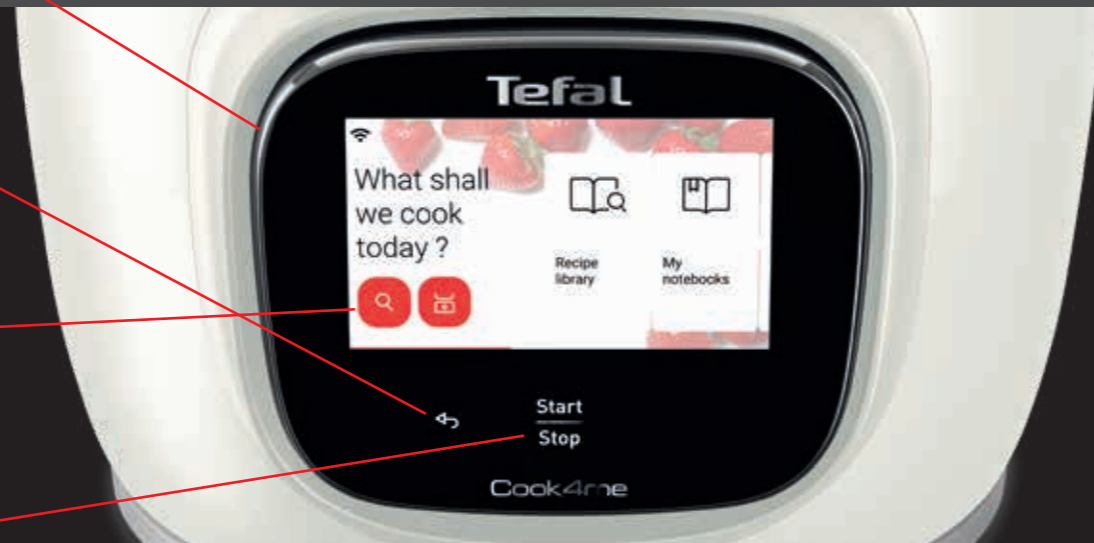 Tefal
What shall
we cook
today ?
Recipe
library
My
notebooks
Start
Stop
Cook4me